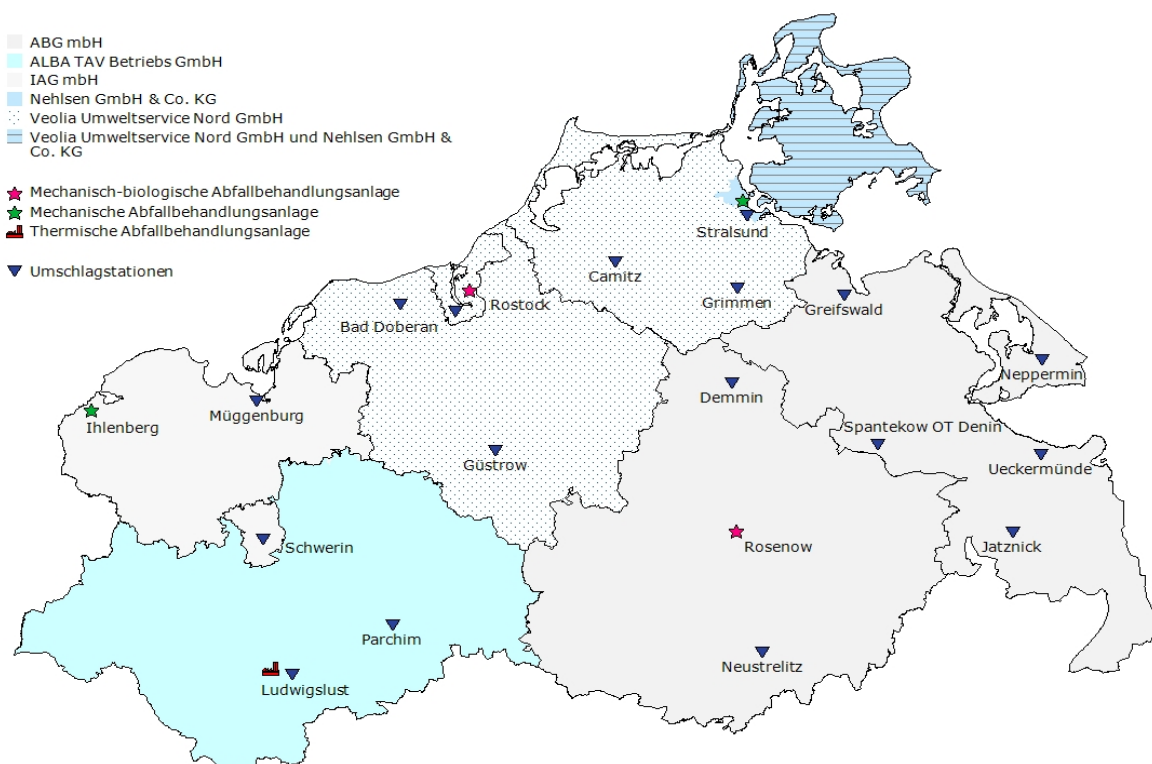 ABG mbH
ALBA TAV Betriebs GmbH
IAG mbH
Nehlsen GmbH & Co. KG
Veolia Umweltservice Nord GmbH
Veolia Umweltservice Nord GmbH und Nehlsen GmbH &
Co. KG
Mechanisch-biologische Abfallbehandlungsanlage
Mechanische Abfallbehandlungsanlage
Thermische Abfallbehandlungsanlage
Umschlagstationen
Stralsund
Camitz
Grimmen
Rostock
Greifswald
Bad Doberan
Neppermin
Demmin
Müggenburg
Ihlenberg
Spantekow OT Denin
Güstrow
Ueckermünde
Schwerin
Rosenow
Jatznick
Parchim
Neustrelitz
Ludwigslust